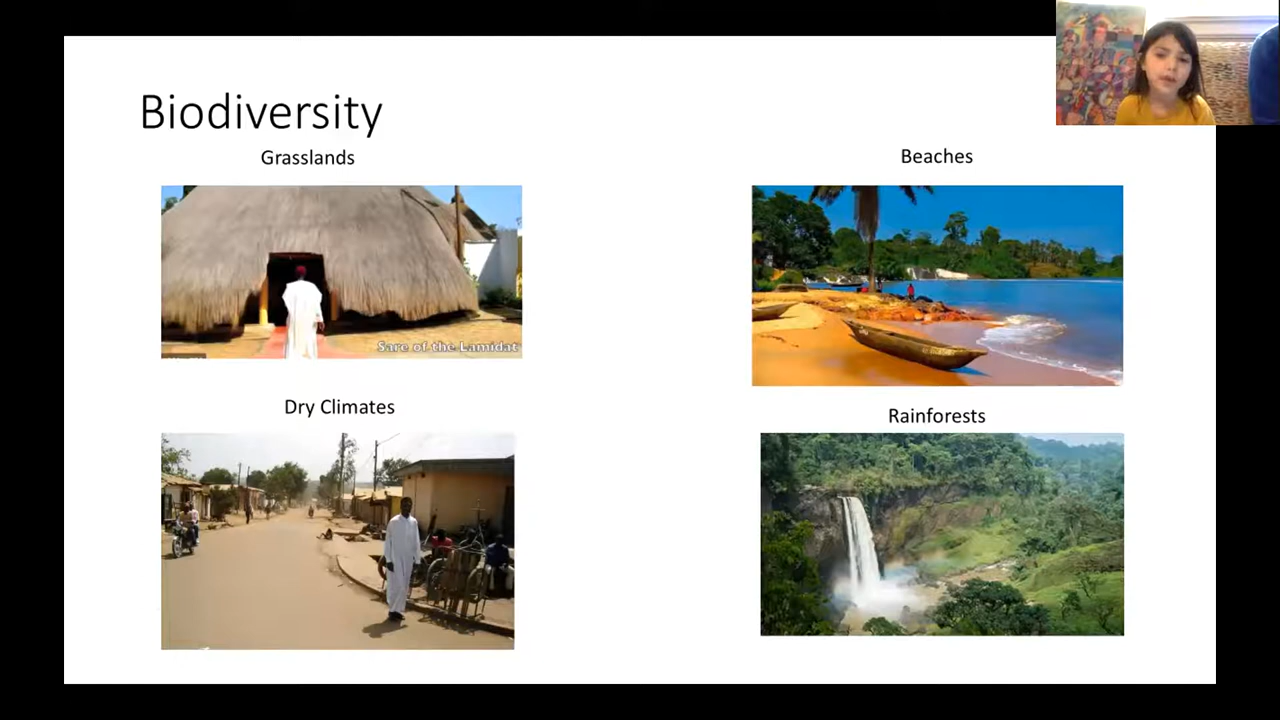 Biodiversity
Grasslands
Beaches
Sare of the Lamidat
Dry Climates
Rainforests